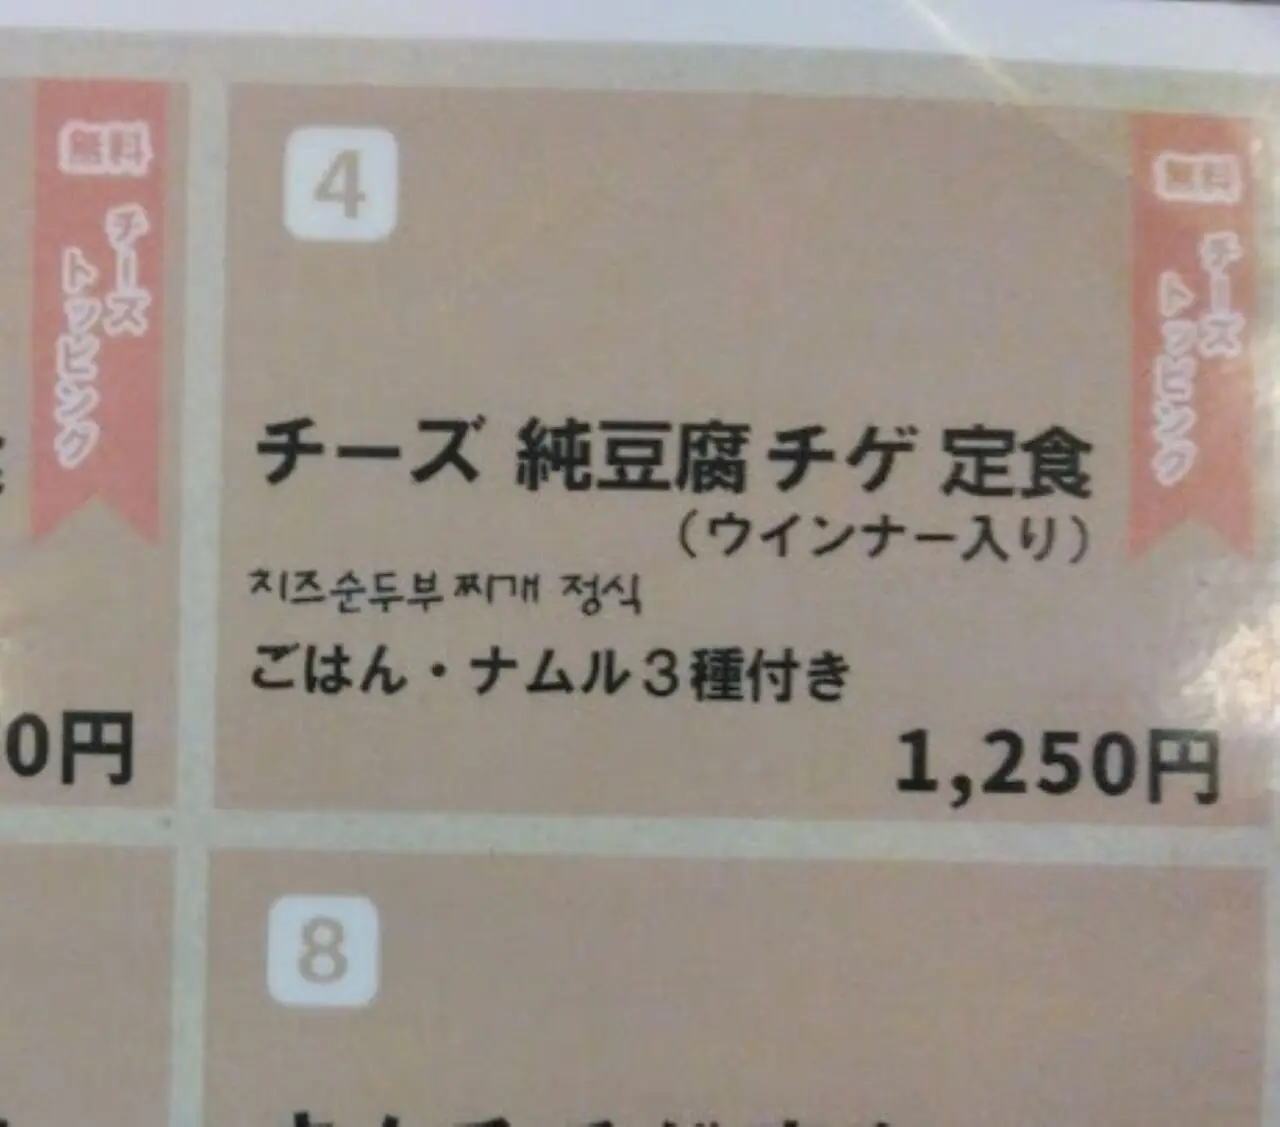 無料
チーズ
トッピング
0円
4
無料
チーズ
トッピング
チーズ 純豆腐 チゲ 定食
（ウインナー入り）
치즈순두부찌개 정식
ごはん・ナムル３種付き
1,250円
8